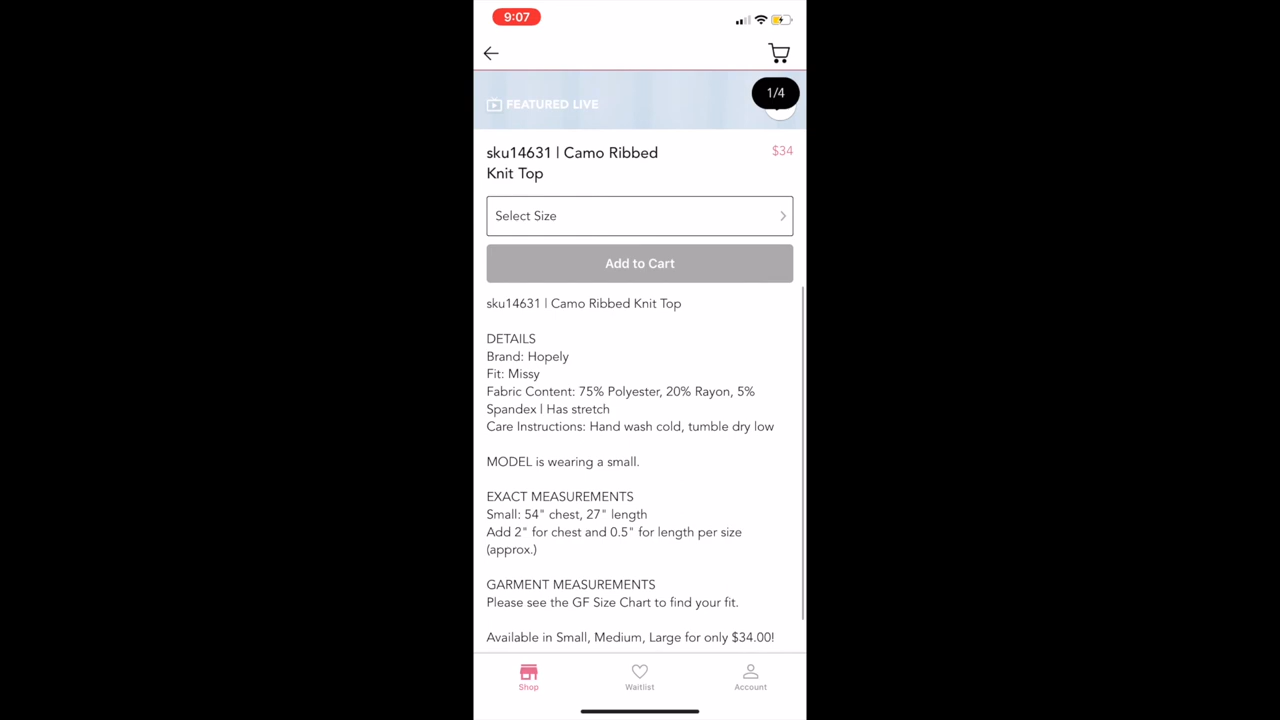 9:07
FEATURED LIVE
1/4
sku14631 | Camo Ribbed
Knit Top
$34
Select Size
Add to Cart
sku14631 | Camo Ribbed Knit Top
DETAILS
Brand: Hopely
Fit: Missy
Fabric Content: 75% Polyester, 20% Rayon, 5%
Spandex | Has stretch
Care Instructions: Hand wash cold, tumble dry low
MODEL is wearing a small.
EXACT MEASUREMENTS
Small: 54" chest, 27" length
Add 2" for chest and 0.5" for length per size
(approx.)
GARMENT MEASUREMENTS
Please see the GF Size Chart to find your fit.
Available in Small, Medium, Large for only $34.00!
Shop
Waitlist
Account